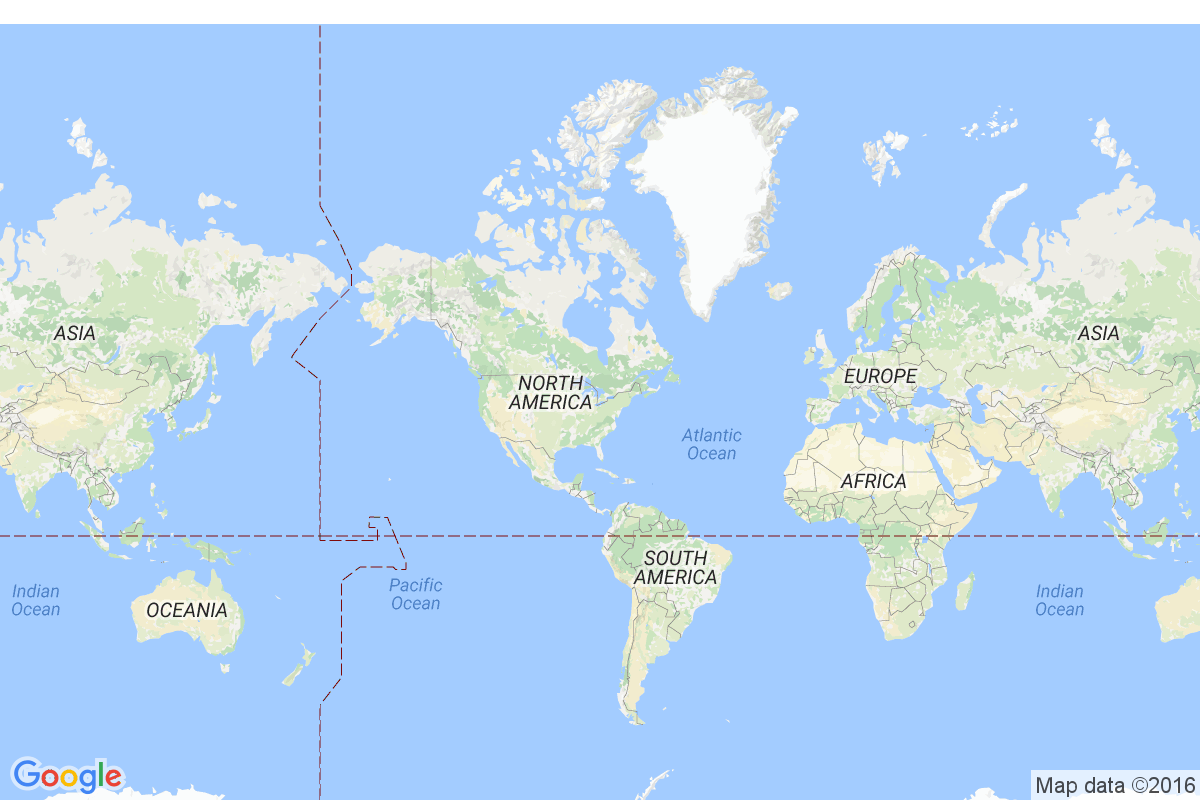 ASIA
ASIA
NORTH
AMERICA
EUROPE
Atlantic
Ocean
AFRICA
SOUTH
AMERICA
Indian
Ocean
OCEANIA
Pacific
Ocean
Indian
Ocean
Google
Map data ©2016